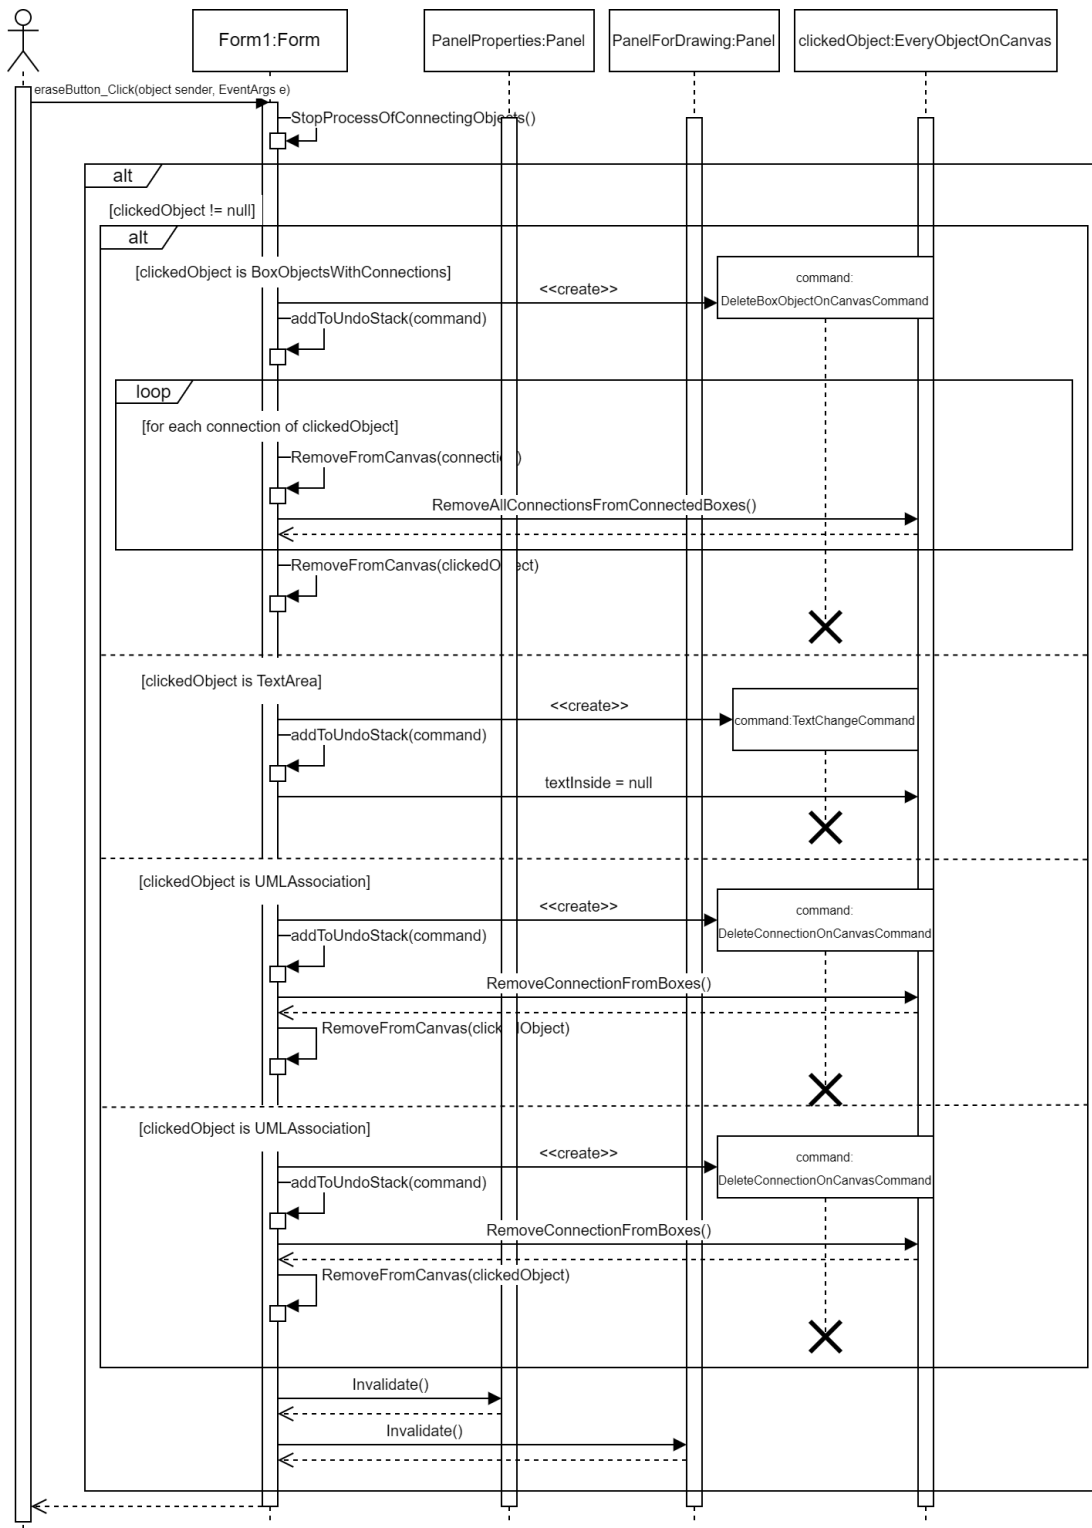 Form1:Form
PanelProperties:Panel
PanelForDrawing:Panel
clickedObject:EveryObjectOnCanvas
eraseButton_Click(object sender, EventArgs e)
StopProcessOfConnectingObjects()
alt
[clickedObject != null]
alt
[clickedObject is BoxObjectsWithConnections]
command:
DeleteBoxObjectOnCanvasCommand
<<create>>
addToUndoStack(command)
loop
[for each connection of clickedObject]
RemoveFromCanvas(connection)
RemoveAllConnectionsFromConnectedBoxes()
RemoveFromCanvas(clickedObject)
[clickedObject is TextArea]
<<create>>
command:TextChangeCommand
addToUndoStack(command)
textInside = null
[clickedObject is UMLAssociation]
<<create>>
command:
DeleteConnectionOnCanvasCommand
addToUndoStack(command)
RemoveConnectionFromBoxes()
RemoveFromCanvas(clickedObject)
[clickedObject is UMLAssociation]
<<create>>
command:
DeleteConnectionOnCanvasCommand
addToUndoStack(command)
RemoveConnectionFromBoxes()
RemoveFromCanvas(clickedObject)
Invalidate()
Invalidate()